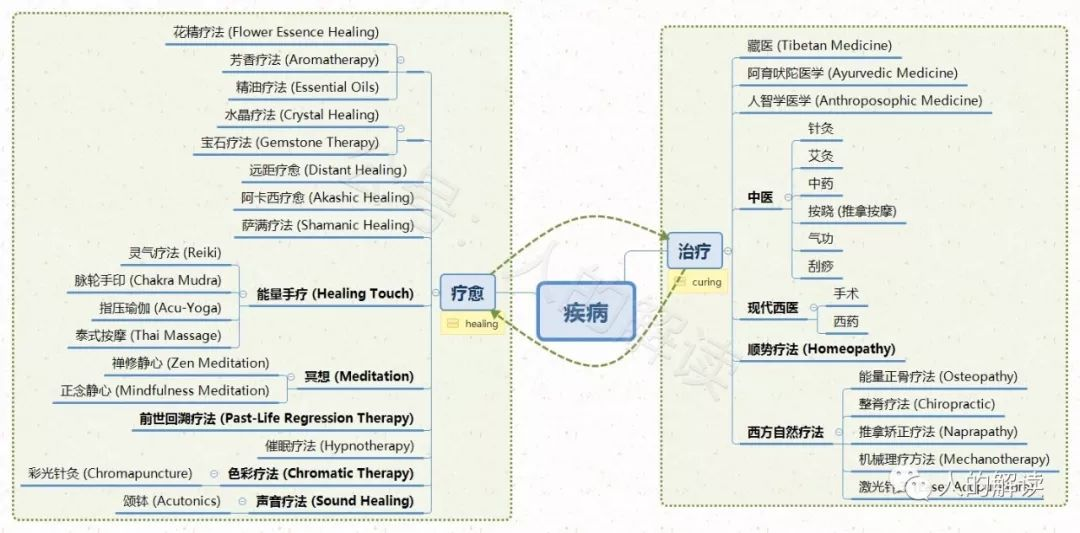 花精疗法 (Flower Essence Healing)
芳香疗法 (Aromatherapy)
精油疗法 (Essential Oils)
水晶疗法 (Crystal Healing)
宝石疗法 (Gemstone Therapy)
远距疗愈 (Distant Healing)
阿卡西疗愈 (Akashic Healing)
萨满疗法 (Shamanic Healing)
灵气疗法 (Reiki)
脉轮手印 (Chakra Mudra)
指压瑜伽 (Acu-Yoga)
泰式按摩 (Thai Massage)
能量手疗 (Healing Touch)
禅修静心 (Zen Meditation)
正念静心 (Mindfulness Meditation)
冥想 (Meditation)
前世回溯疗法 (Past-Life Regression Therapy)
催眠疗法 (Hypnotherapy)
彩光针灸 (Chromapuncture)
色彩疗法 (Chromatic Therapy)
颂钵 (Acutonics)
声音疗法 (Sound Healing)
疗愈
healing
疾病
治疗
curing
藏医 (Tibetan Medicine)
阿育吠陀医学 (Ayurvedic Medicine)
人智学医学 (Anthroposophic Medicine)
中医
针灸
艾灸
中药
按跷 (推拿按摩)
气功
刮痧
现代西医
手术
西药
顺势疗法 (Homeopathy)
西方自然疗法
能量正骨疗法 (Osteopathy)
整脊疗法 (Chiropractic)
推拿矫正疗法 (Naprapathy)
机械理疗方法 (Mechanotherapy)
激光针
人的解读
人的解读